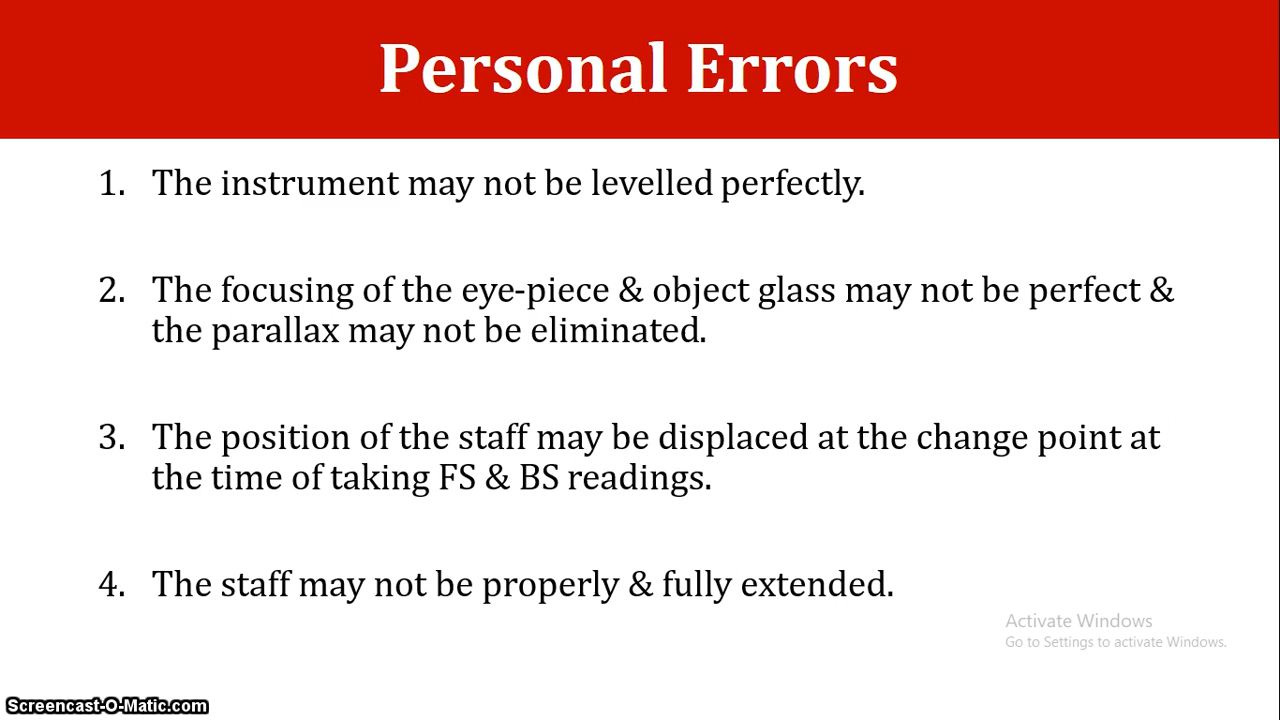 Personal Errors
1. The instrument may not be levelled perfectly.
2. The focusing of the eye-piece & object glass may not be perfect &
the parallax may not be eliminated.
3. The position of the staff may be displaced at the change point at
the time of taking FS & BS readings.
4. The staff may not be properly & fully extended.
Activate Windows
Go to Settings to activate Windows.
Screencast-O-Matic.com